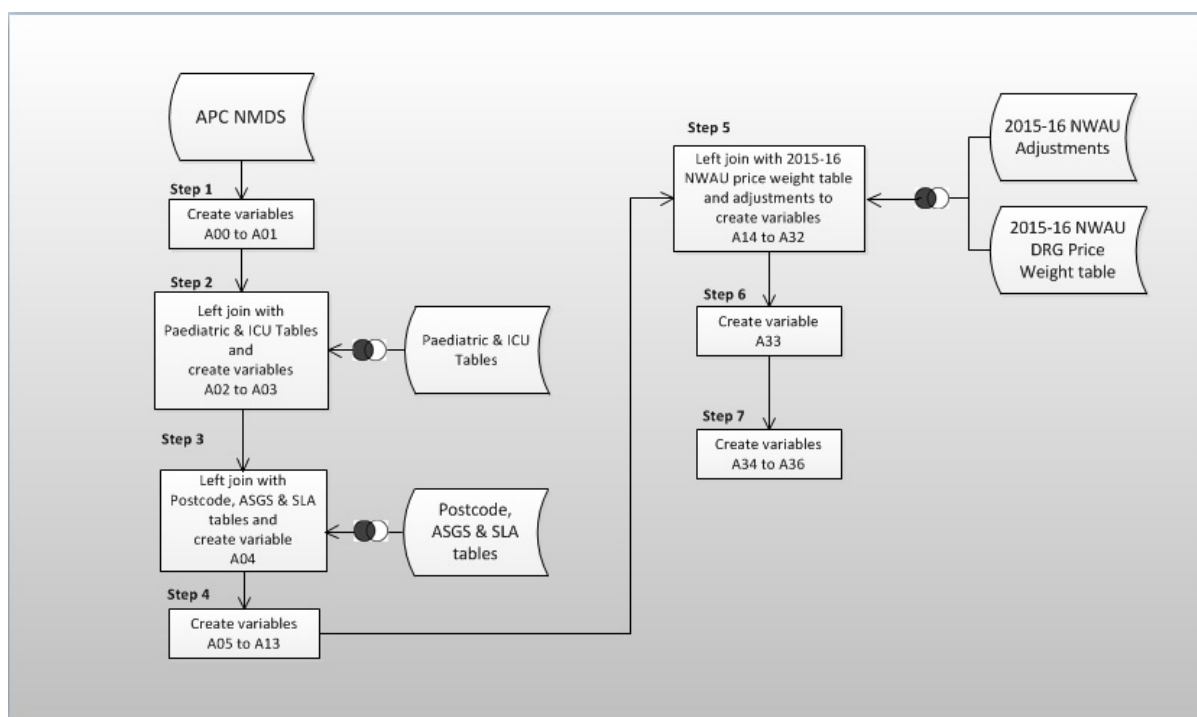 APC NMDS
Step 1
Create variables
A00 to A01
Step 2
Left join with
Paediatric & ICU Tables
and
create variables
A02 to A03
Paediatric & ICU
Tables
Step 3
Left join with
Postcode, ASGS & SLA
tables and
create variable
A04
Postcode,
ASGS & SLA
tables
Step 4
Create variables
A05 to A13
Step 5
Left join with 2015-16
NWAU price weight table
and adjustments to
create variables
A14 to A32
2015-16 NWAU
Adjustments
2015-16 NWAU
DRG Price
Weight table
Step 6
Create variable
A33
Step 7
Create variables
A34 to A36